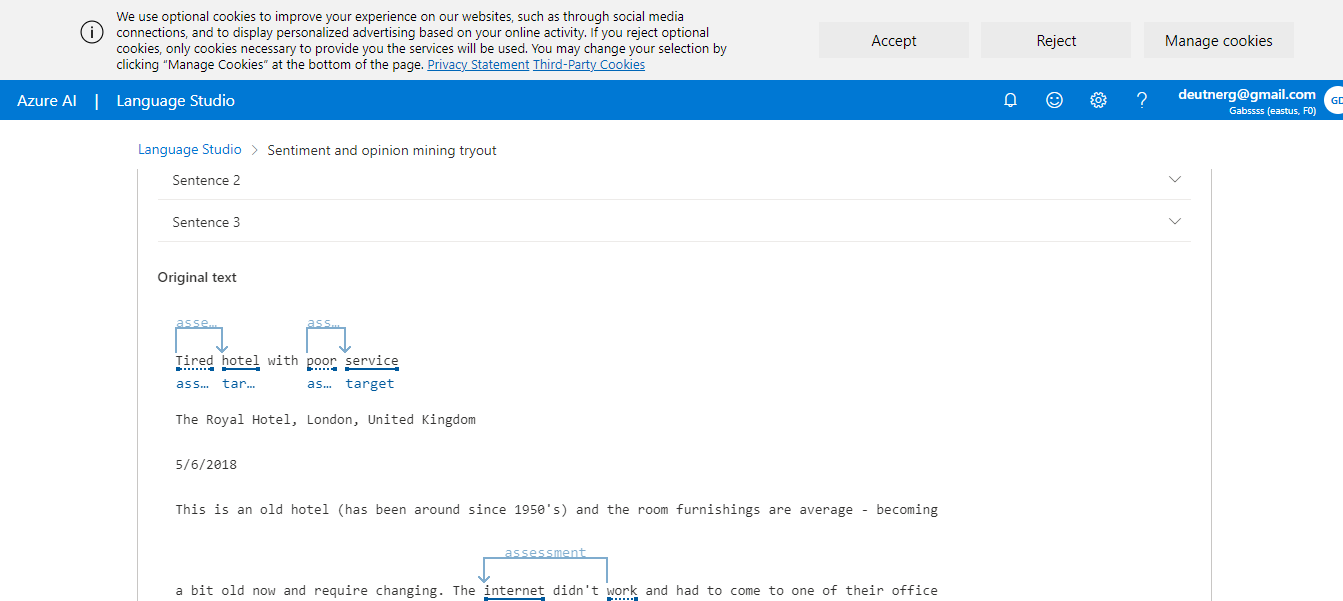 We use optional cookies to improve your experience on our websites, such as through social media
connections, and to display personalized advertising based on your online activity. If you reject optional
cookies, only cookies necessary to provide you the services will be used. You may change your selection by
clicking “Manage Cookies” at the bottom of the page. Privacy Statement Third-Party Cookies
Accept
Reject
Manage cookies
Azure AI | Language Studio
?
deutnerg@gmail.com
Gabssss (eastus, F0)
GD
Language Studio > Sentiment and opinion mining tryout
Sentence 2
Sentence 3
Original text
asse… ass…
Tired hotel with poor service
ass… tar… as… target
The Royal Hotel, London, United Kingdom
5/6/2018
This is an old hotel (has been around since 1950's) and the room furnishings are average - becoming
assessment
a bit old now and require changing. The internet didn't work and had to come to one of their office